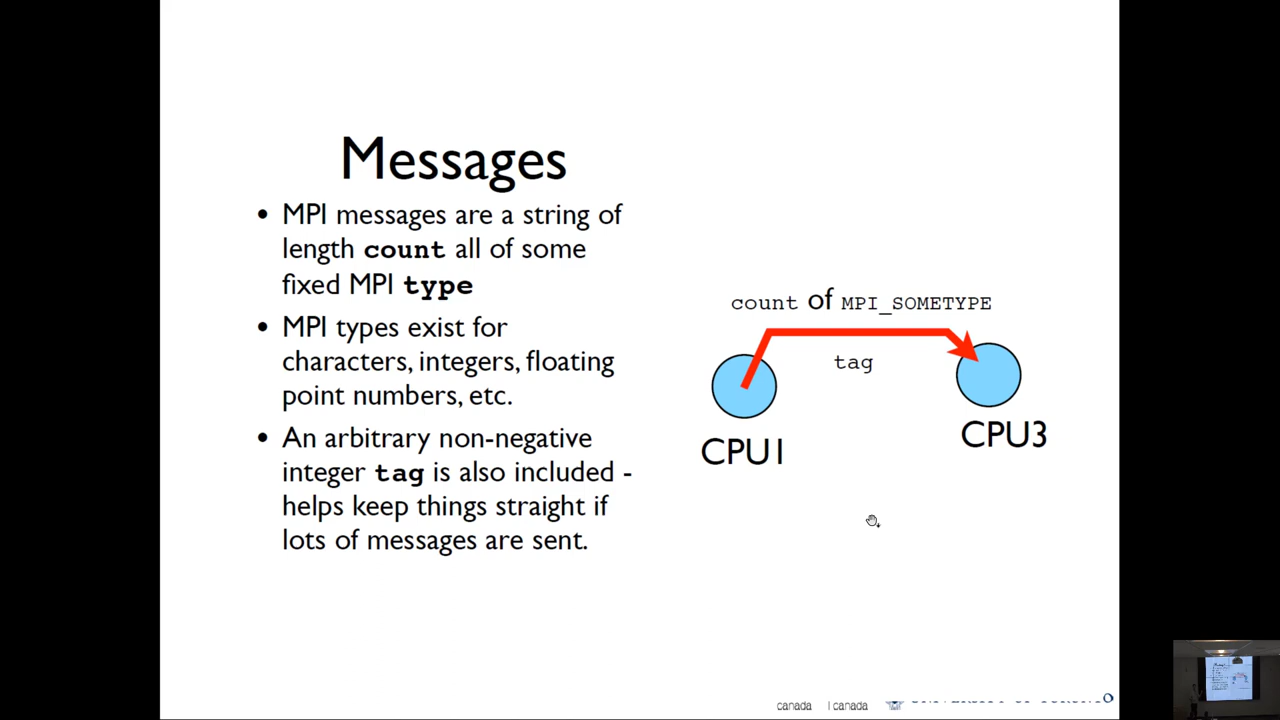 Messages
• MPI messages are a string of
length count all of some
fixed MPI type
• MPI types exist for
characters, integers, floating
point numbers, etc.
• An arbitrary non-negative
integer tag is also included -
helps keep things straight if
lots of messages are sent.
count of MPI_SOMETYPE
tag
CPU1
CPU3
canada
canada